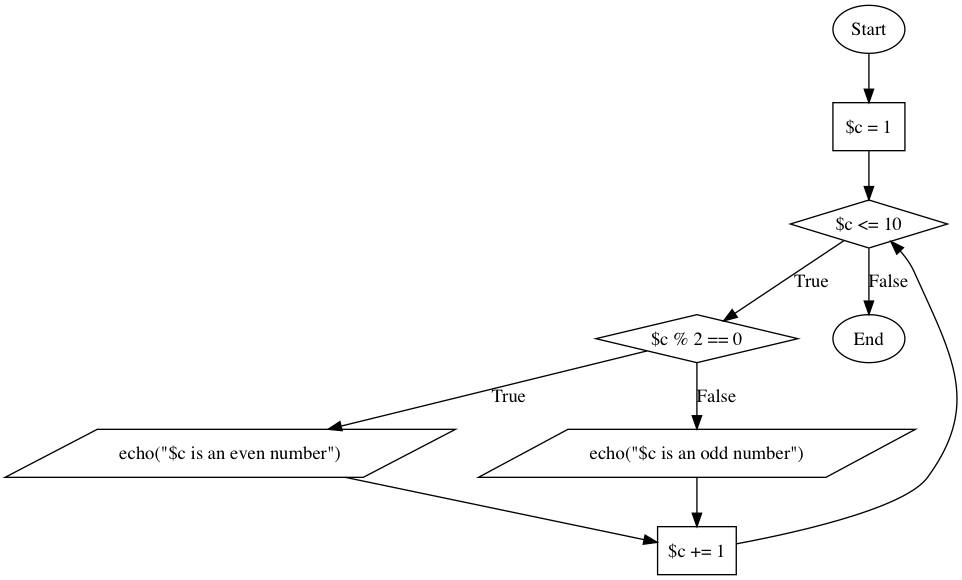 Start
$c = 1
$c <= 10
True
False
$c % 2 == 0
End
True
False
echo("$c is an even number")
echo("$c is an odd number")
$c += 1